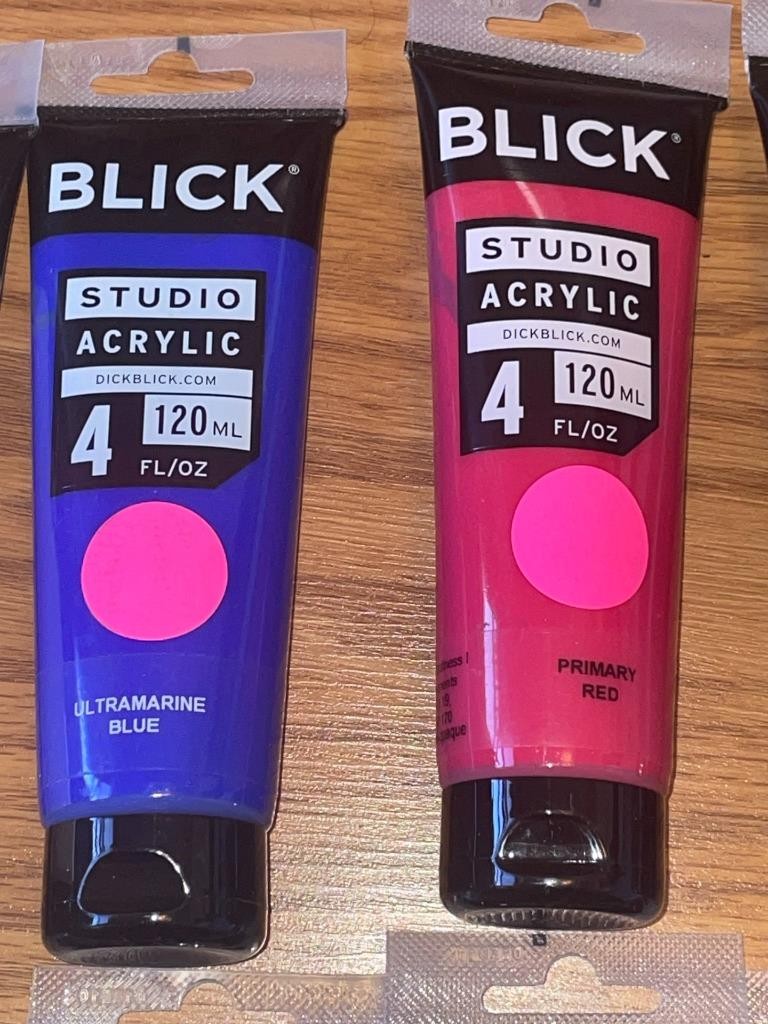 BLICK®
STUDIO
ACRYLIC
DICKBLICK.COM
4
120 ML
FL/OZ
ULTRAMARINE
BLUE
BLICK®
STUDIO
ACRYLIC
DICKBLICK.COM
4
120 ML
FL/OZ
PRIMARY
RED
19,